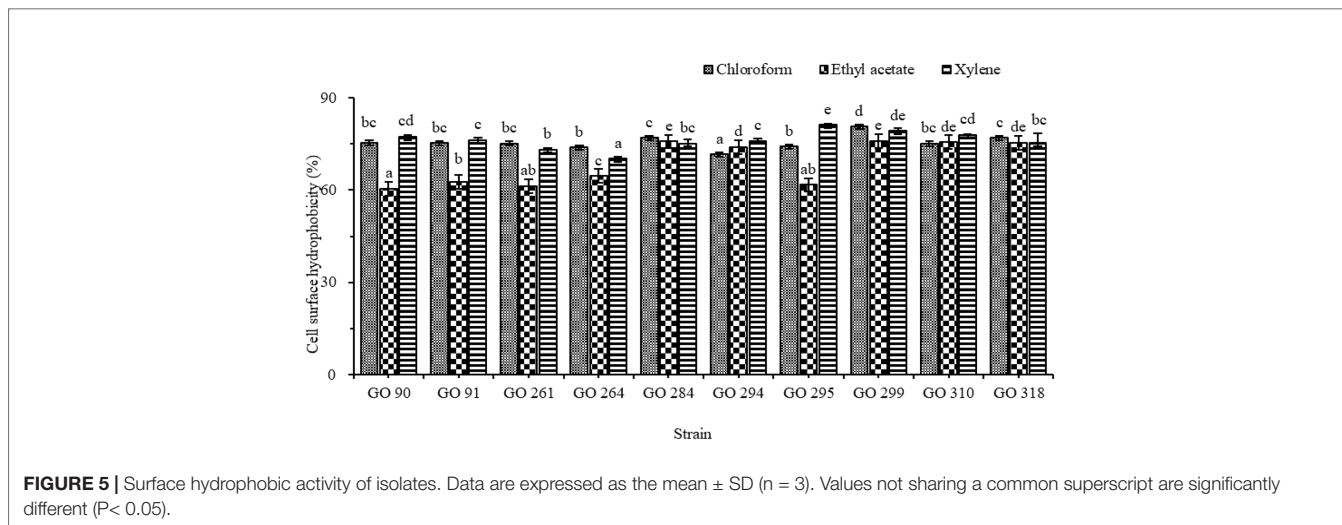 Chloroform Ethyl acetate Xylene
90
60
30
0
Cell surface hydrophobicity (%)
bc a cd bc b c bc ab b b c a c e bc a d c b ab e d e de bc de cd c de bc
GO 90 GO 91 GO 261 GO 264 GO 284 GO 294 GO 295 GO 299 GO 310 GO 318
Strain
FIGURE 5 | Surface hydrophobic activity of isolates. Data are expressed as the mean ± SD (n = 3). Values not sharing a common superscript are significantly
different (P< 0.05).